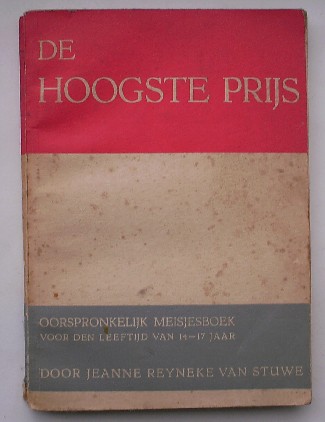 DE
HOOGSTE PRIJS
OORSPRONKELIJK MEISJESBOEK
VOOR DEN LEEFTIJD VAN 14–17 JAAR
DOOR JEANNE REYNEKE VAN STUWE